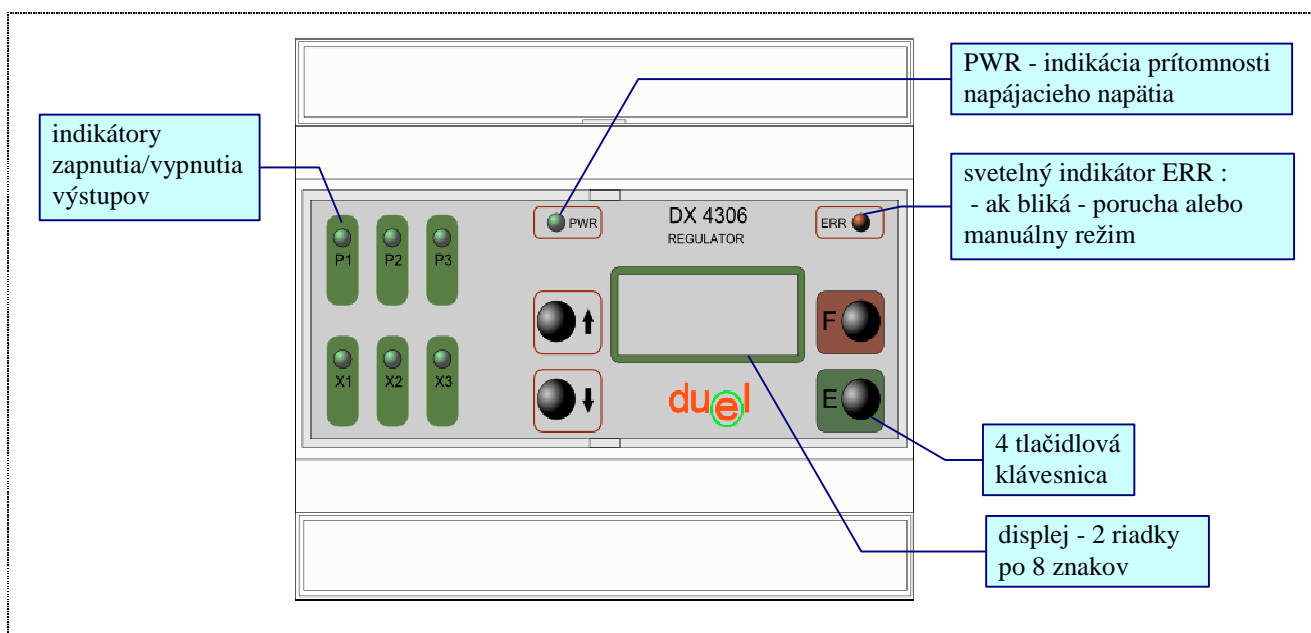 PWR - indikácia prítomnosti
napájacieho napätia
indikátory
zapnutia/vypnutia
výstupov
svetelný indikátor ERR :
- ak bliká - porucha alebo
manuálny režim
PWR
DX 4306
REGULATOR
ERR
P1 P2 P3
F
X1 X2 X3
duel
E
4 tlačidlová
klávesnica
displej - 2 riadky
po 8 znakov